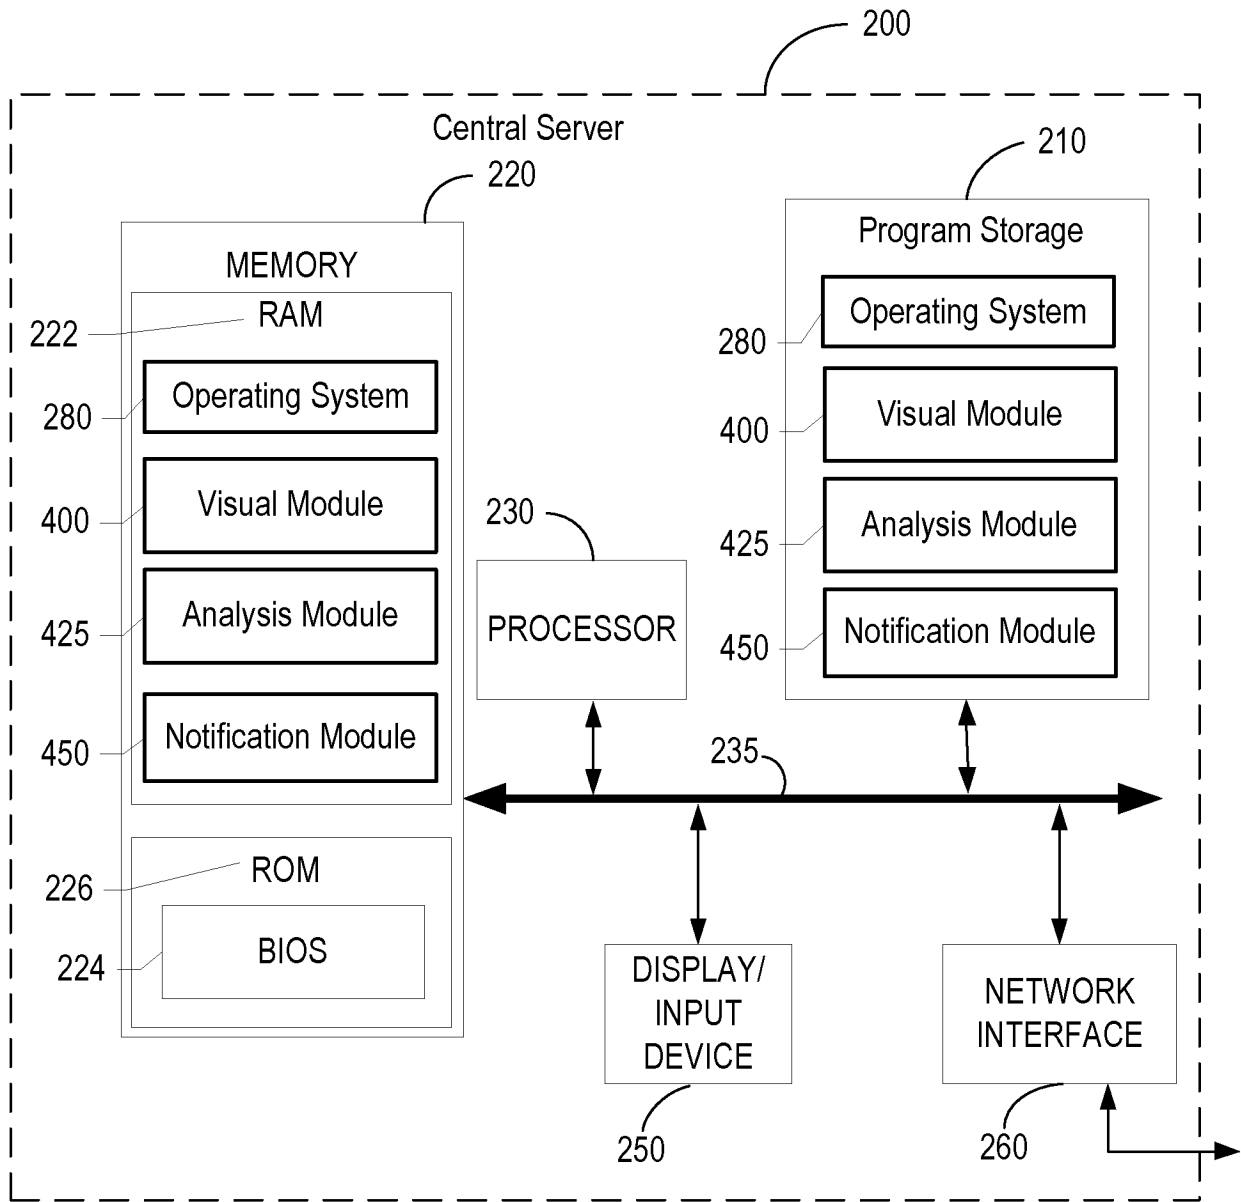 200
Central Server
220
MEMORY
RAM
222
Operating System
280
Visual Module
400
Analysis Module
425
Notification Module
450
ROM
226
BIOS
224
230
PROCESSOR
210
Program Storage
Operating System
280
Visual Module
400
Analysis Module
425
Notification Module
450
235
DISPLAY/
INPUT
DEVICE
250
NETWORK
INTERFACE
260